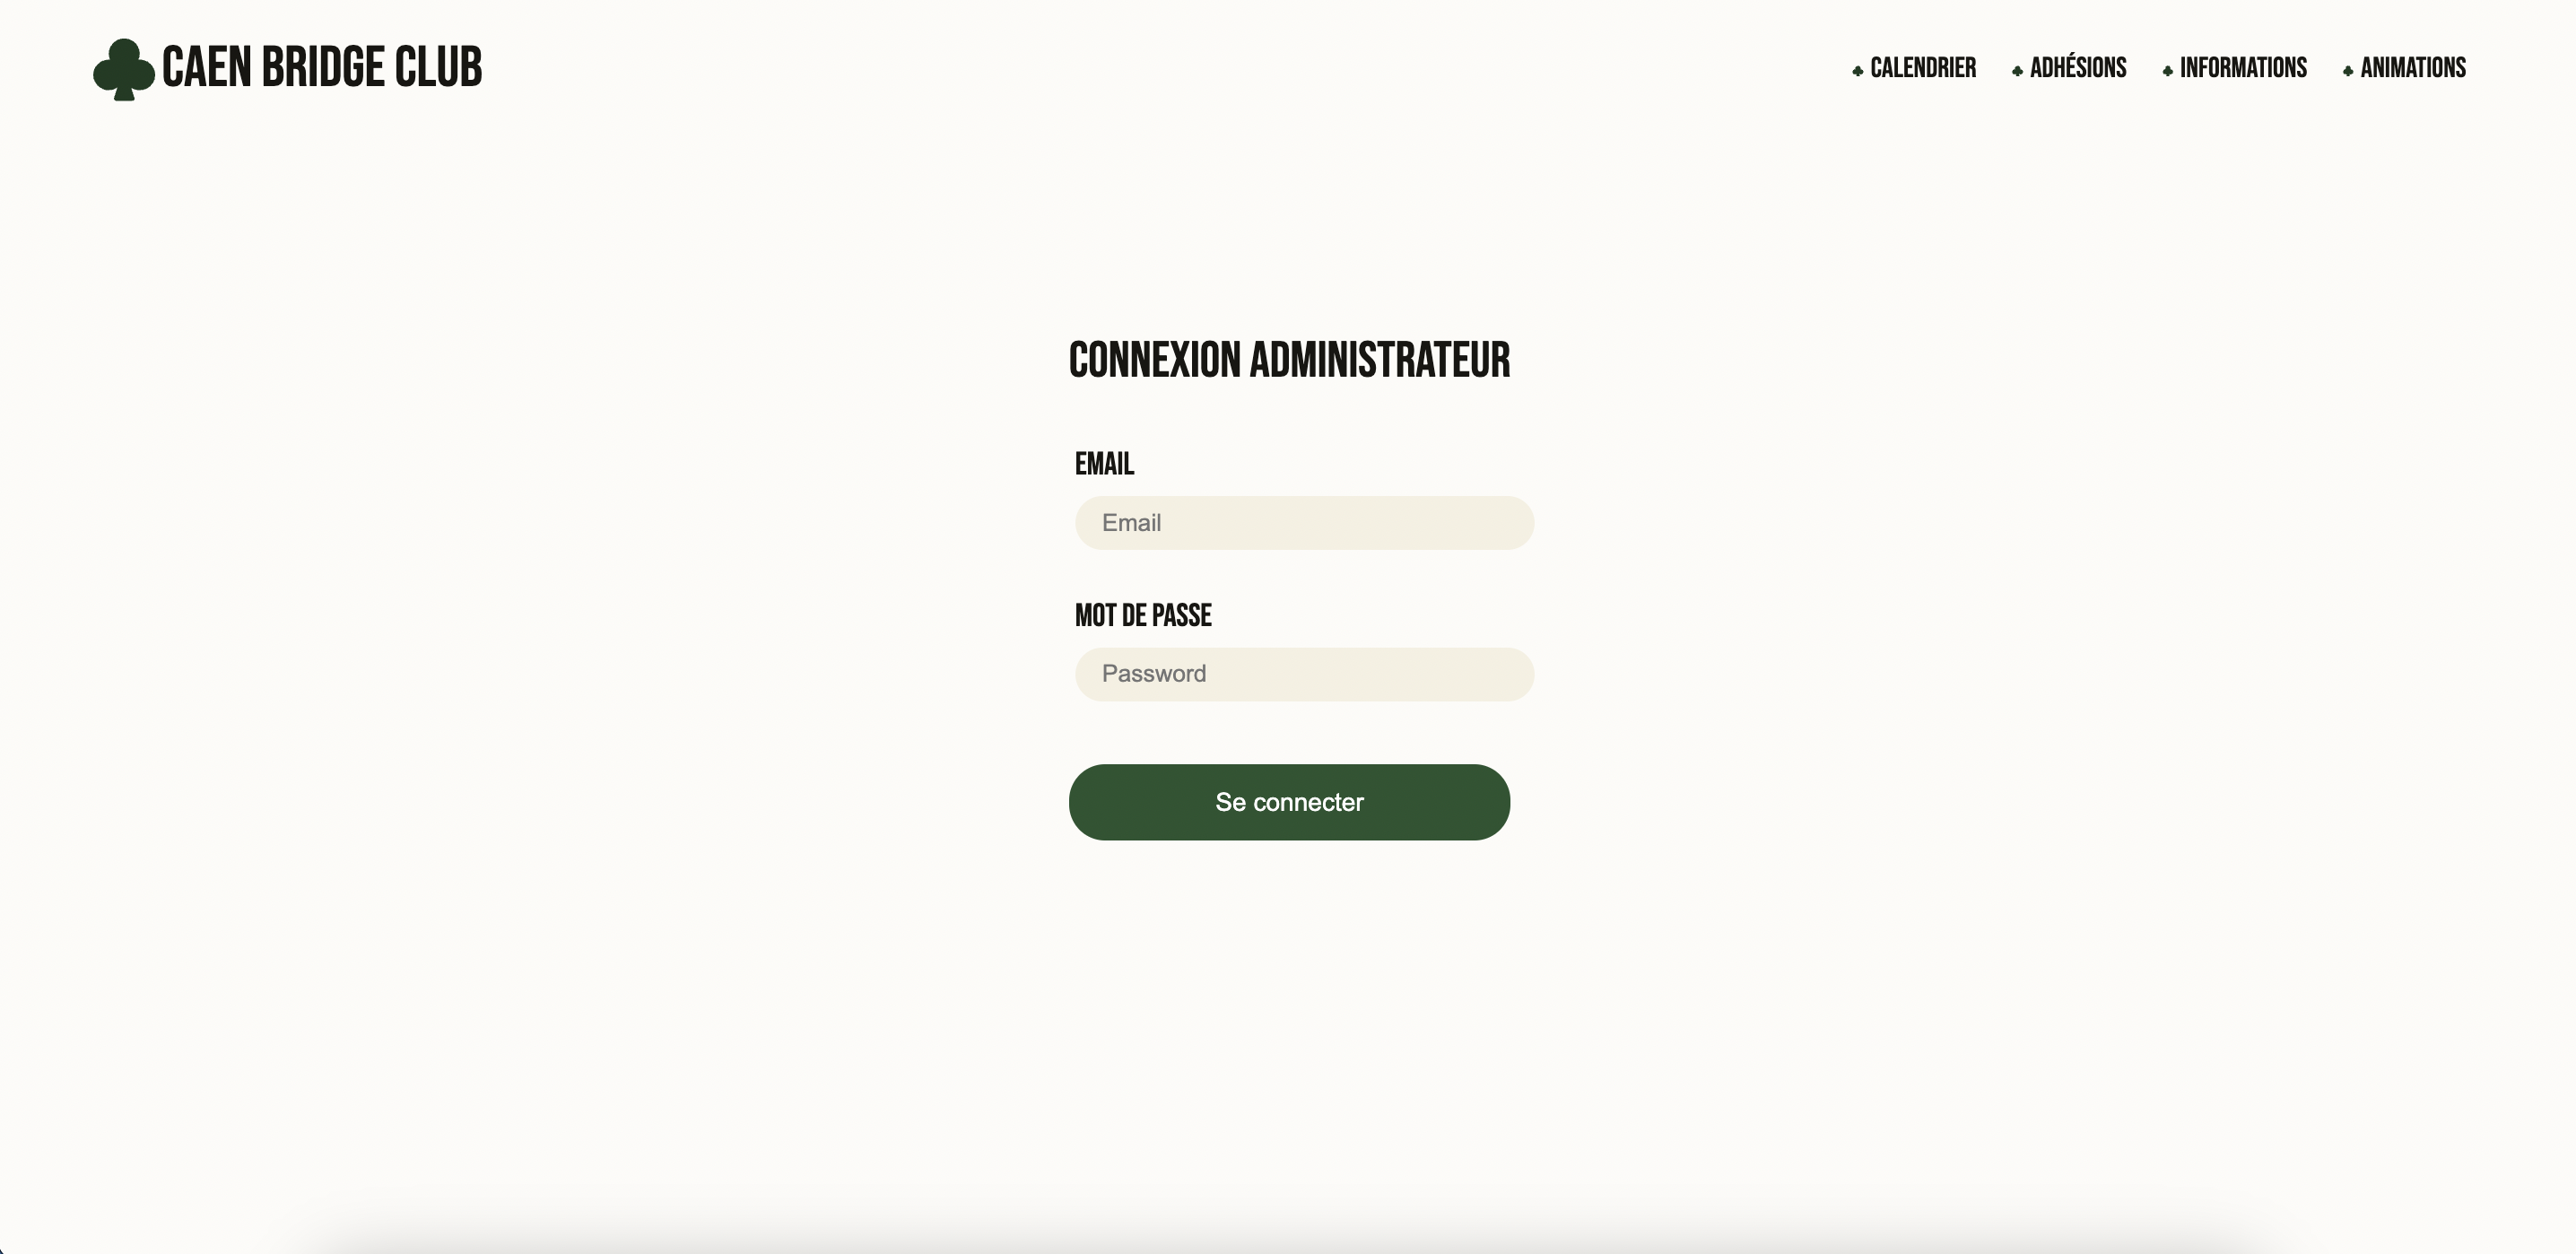 CAEN BRIDGE CLUB
CALENDRIER ADHÉSIONS INFORMATIONS ANIMATIONS
CONNEXION ADMINISTRATEUR
EMAIL
Email
MOT DE PASSE
Password
Se connecter